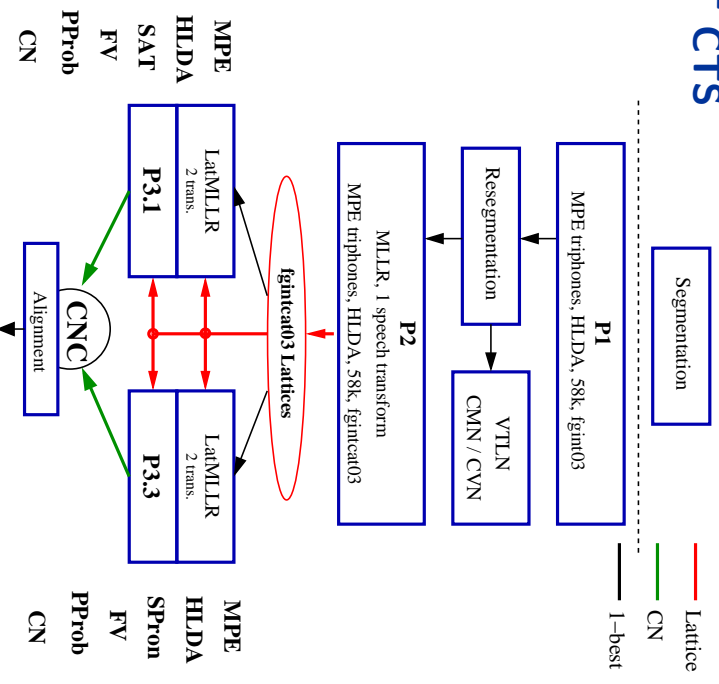 CTS
Segmentation
Lattice
CN
1−best
P1
MPE triphones, HLDA, 58k, fgint03
Resegmentation
VTLN
CMN / CVN
P2
MLLR, 1 speech transform
MPE triphones, HLDA, 58k, fgintcat03
fgintcat03 Lattices
MPE
HLDA
SAT
FV
PProb
CN
LatMLLR
2 trans.
P3.1
LatMLLR
2 trans.
P3.3
MPE
HLDA
SPron
FV
PProb
CN
CNC
Alignment